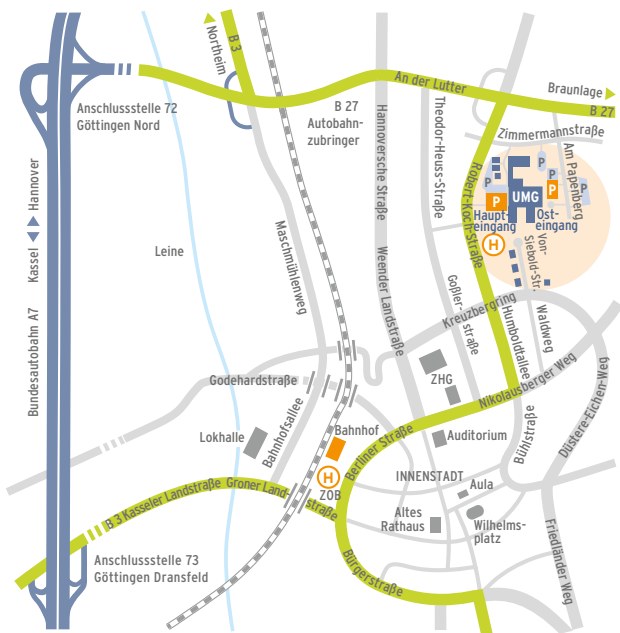 Northeim
B 3
An der Lutter
Braunlage
B 27
Anschlussstelle 72
Göttingen Nord
B 27
Autobahn-
zubringer
Zimmermannstraße
Hannoversche Straße
Theodor-Heuss-Straße
Robert-Koch-Straße
Am Papenberg
P
P
P
P
P
P
UMG
Haupt-
eingang
Ost-
eingang
H
Von-
Siebold-Str.
Kassel
Hannover
Bundesautobahn A7
Leine
Maschmühlenweg
Weender Landstraße
Goßler-
straße
Kreuzbergring
Humboldtallee
Waldweg
Godehardstraße
ZHG
Nikolausberger Weg
Düstere-Eichen-Weg
Lokhalle
Bahnhofsallee
Bahnhof
Berliner Straße
Auditorium
Bühlstraße
H
ZOB
INNENSTADT
Aula
B 3 Kasseler Landstraße
Groner Land-
straße
Altes
Rathaus
Wilhelms-
platz
Anschlussstelle 73
Göttingen Dransfeld
Bürgerstraße
Friedländer Weg